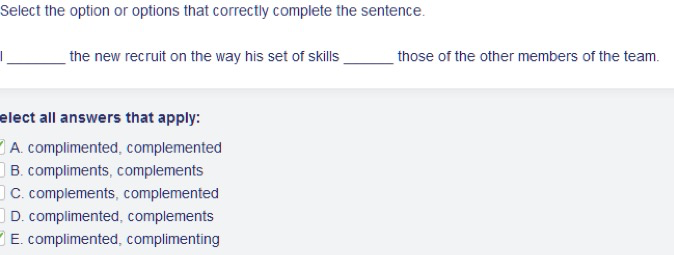 Select the option or options that correctly complete the sentence.
I ________ the new recruit on the way his set of skills ______ those of the other members of the team.
elect all answers that apply:
A. complimented, complemented
B. compliments, complements
C. complements, complemented
D. complimented, complements
E. complimented, complimenting